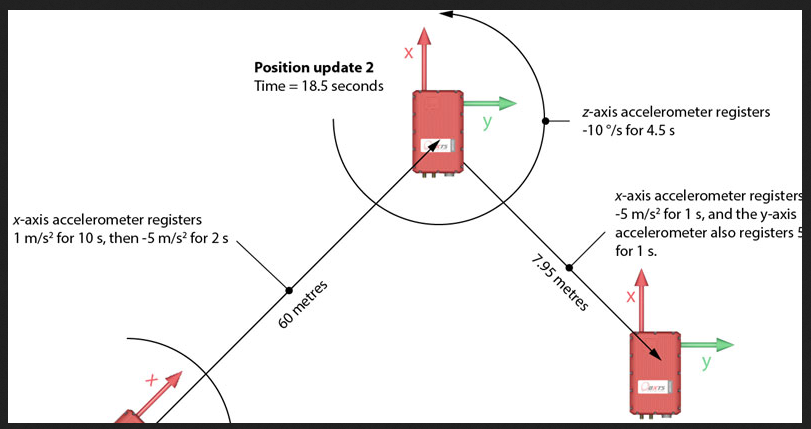 x
Position update 2
Time = 18.5 seconds
y
z-axis accelerometer registers
-10 °/s for 4.5 s
x-axis accelerometer registers
-5 m/s² for 1 s, and the y-axis
accelerometer also registers 5
for 1 s.
x-axis accelerometer registers
1 m/s² for 10 s, then -5 m/s² for 2 s
60 metres
7.95 metres
x
y
x
OXTS